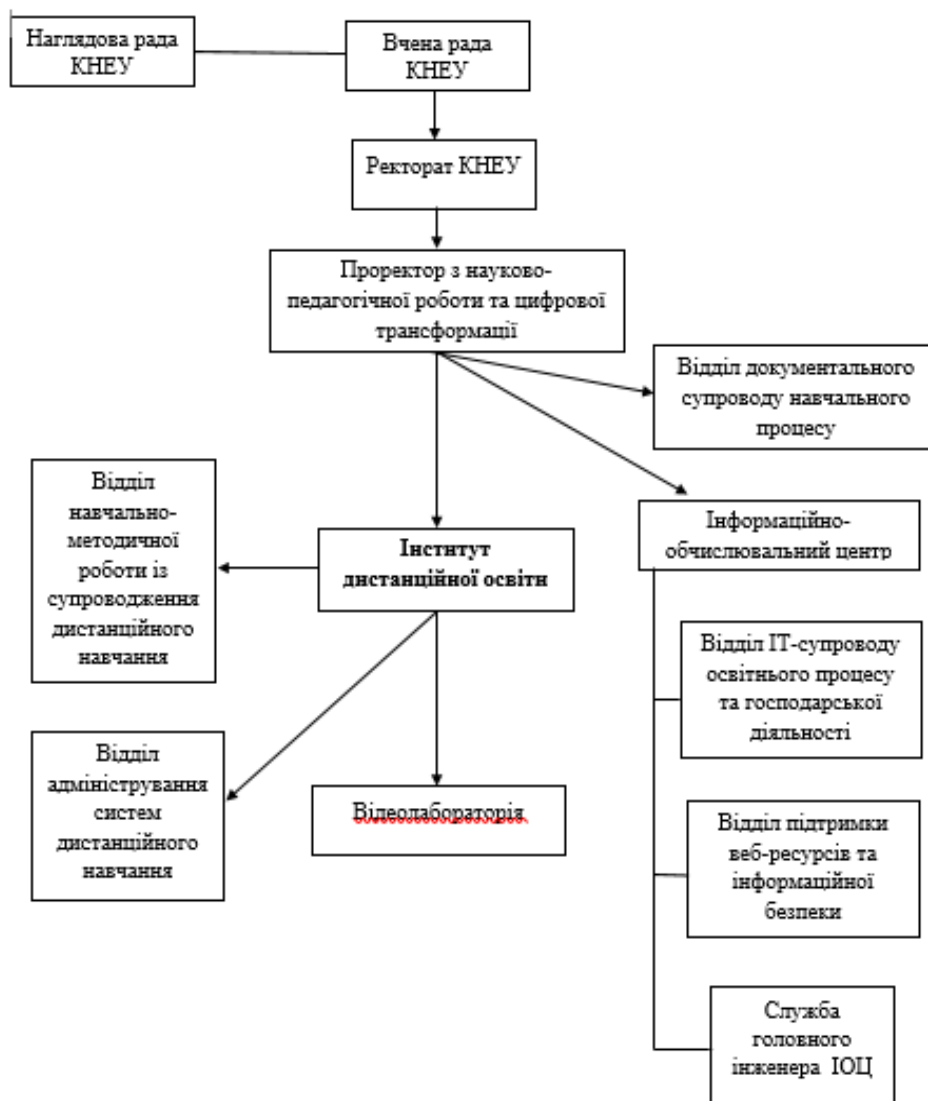 Наглядова рада
КНЕУ
Вчена рада
КНЕУ
Ректорат КНЕУ
Проректор з науково-
педагогічної роботи та цифрової
трансформації
Відділ документального
супроводу навчального
процесу
Відділ
навчально-
методичної
роботи із
супроводження
дистанційного
навчання
Інститут
дистанційної освіти
Інформаційно-
обчислювальний центр
Відділ ІТ-супроводу
освітнього процесу
та господарської
діяльності
Відділ
адміністрування
систем
дистанційного
навчання
Відеолабораторія
Відділ підтримки
веб-ресурсів та
інформаційної
безпеки
Служба
головного
інженера ІОЦ